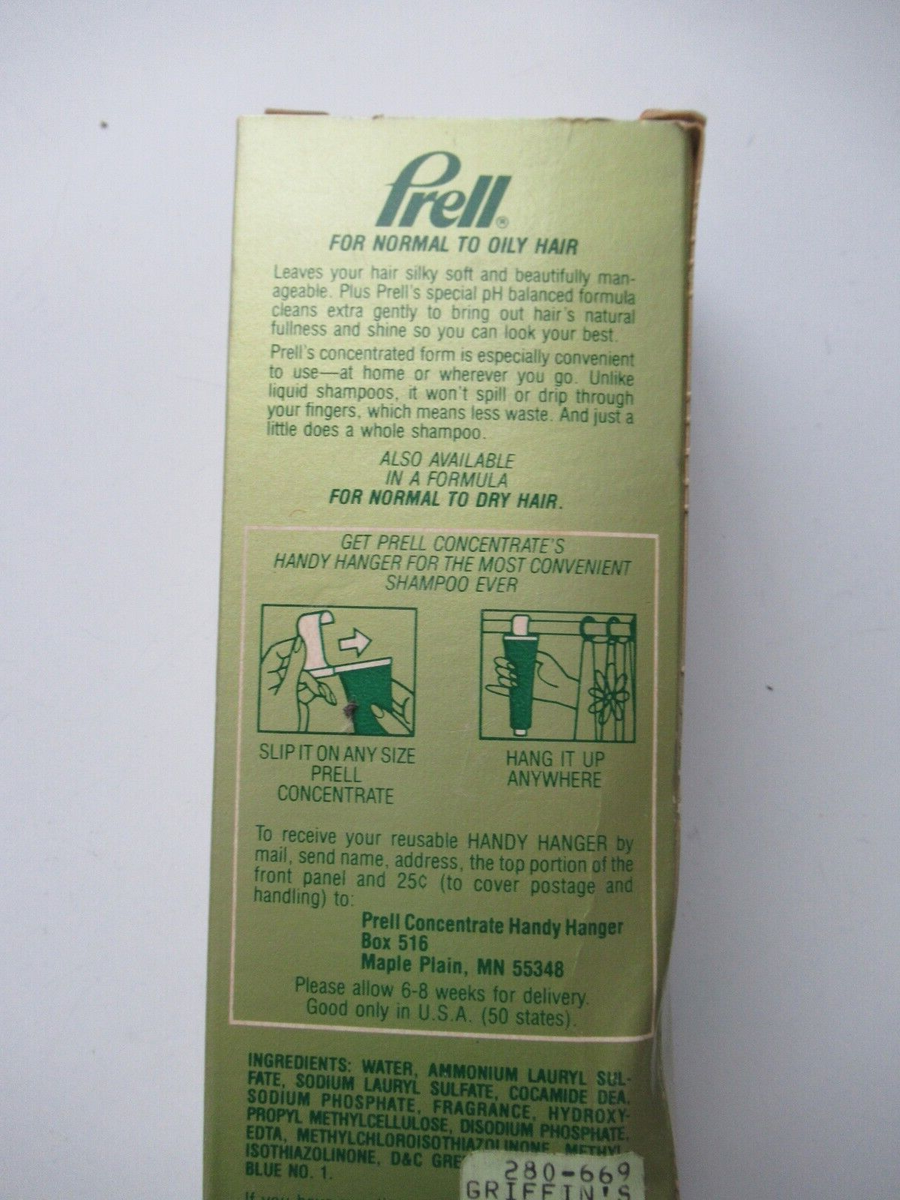 Prell®
FOR NORMAL TO OILY HAIR
Leaves your hair silky soft and beautifully man-
ageable. Plus Prell's special pH balanced formula
cleans extra gently to bring out hair's natural
fullness and shine so you can look your best.
Prell's concentrated form is especially convenient
to use—at home or wherever you go. Unlike
liquid shampoos, it won't spill or drip through
your fingers, which means less waste. And just a
little does a whole shampoo.
ALSO AVAILABLE
IN A FORMULA
FOR NORMAL TO DRY HAIR.
GET PRELL CONCENTRATE'S
HANDY HANGER FOR THE MOST CONVENIENT
SHAMPOO EVER
SLIP IT ON ANY SIZE
PRELL
CONCENTRATE
HANG IT UP
ANYWHERE
To receive your reusable HANDY HANGER by
mail, send name, address, the top portion of the
front panel and 25¢ (to cover postage and
handling) to:
Prell Concentrate Handy Hanger
Box 516
Maple Plain, MN 55348
Please allow 6-8 weeks for delivery.
Good only in U.S.A. (50 states).
INGREDIENTS: WATER, AMMONIUM LAURYL SUL-
FATE, SODIUM LAURYL SULFATE, COCAMIDE DEA,
SODIUM PHOSPHATE, FRAGRANCE, HYDROXY-
PROPYL METHYLCELLULOSE, DISODIUM PHOSPHATE,
EDTA, METHYLCHLOROISOTHIAZOLINONE, METHYL-
ISOTHIAZOLINONE, D&C GRE
BLUE NO. 1.
280-669
GRIFFIN'S
If you